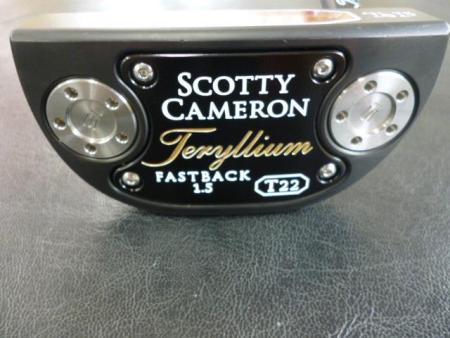 SCOTTY
CAMERON
Teryllium
FASTBACK
1.5
T22